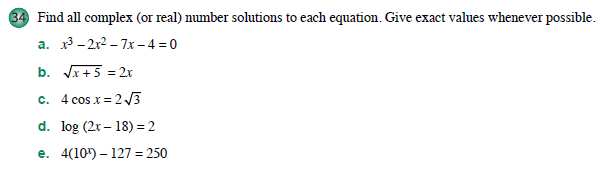 34 Find all complex (or real) number solutions to each equation. Give exact values whenever possible.
a. x³ – 2x² – 7x – 4 = 0
b. √(x + 5) = 2x
c. 4 cos x = 2√3
d. log (2x – 18) = 2
e. 4(10ˣ) – 127 = 250